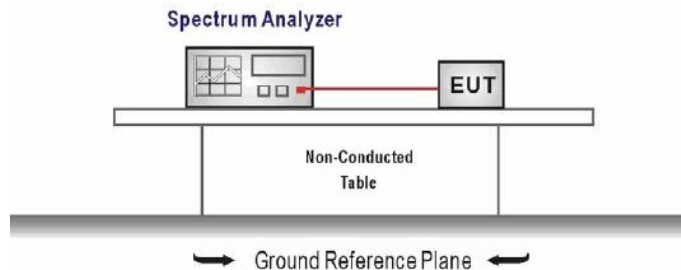 Spectrum Analyzer
EUT
Non-Conducted
Table
Ground Reference Plane